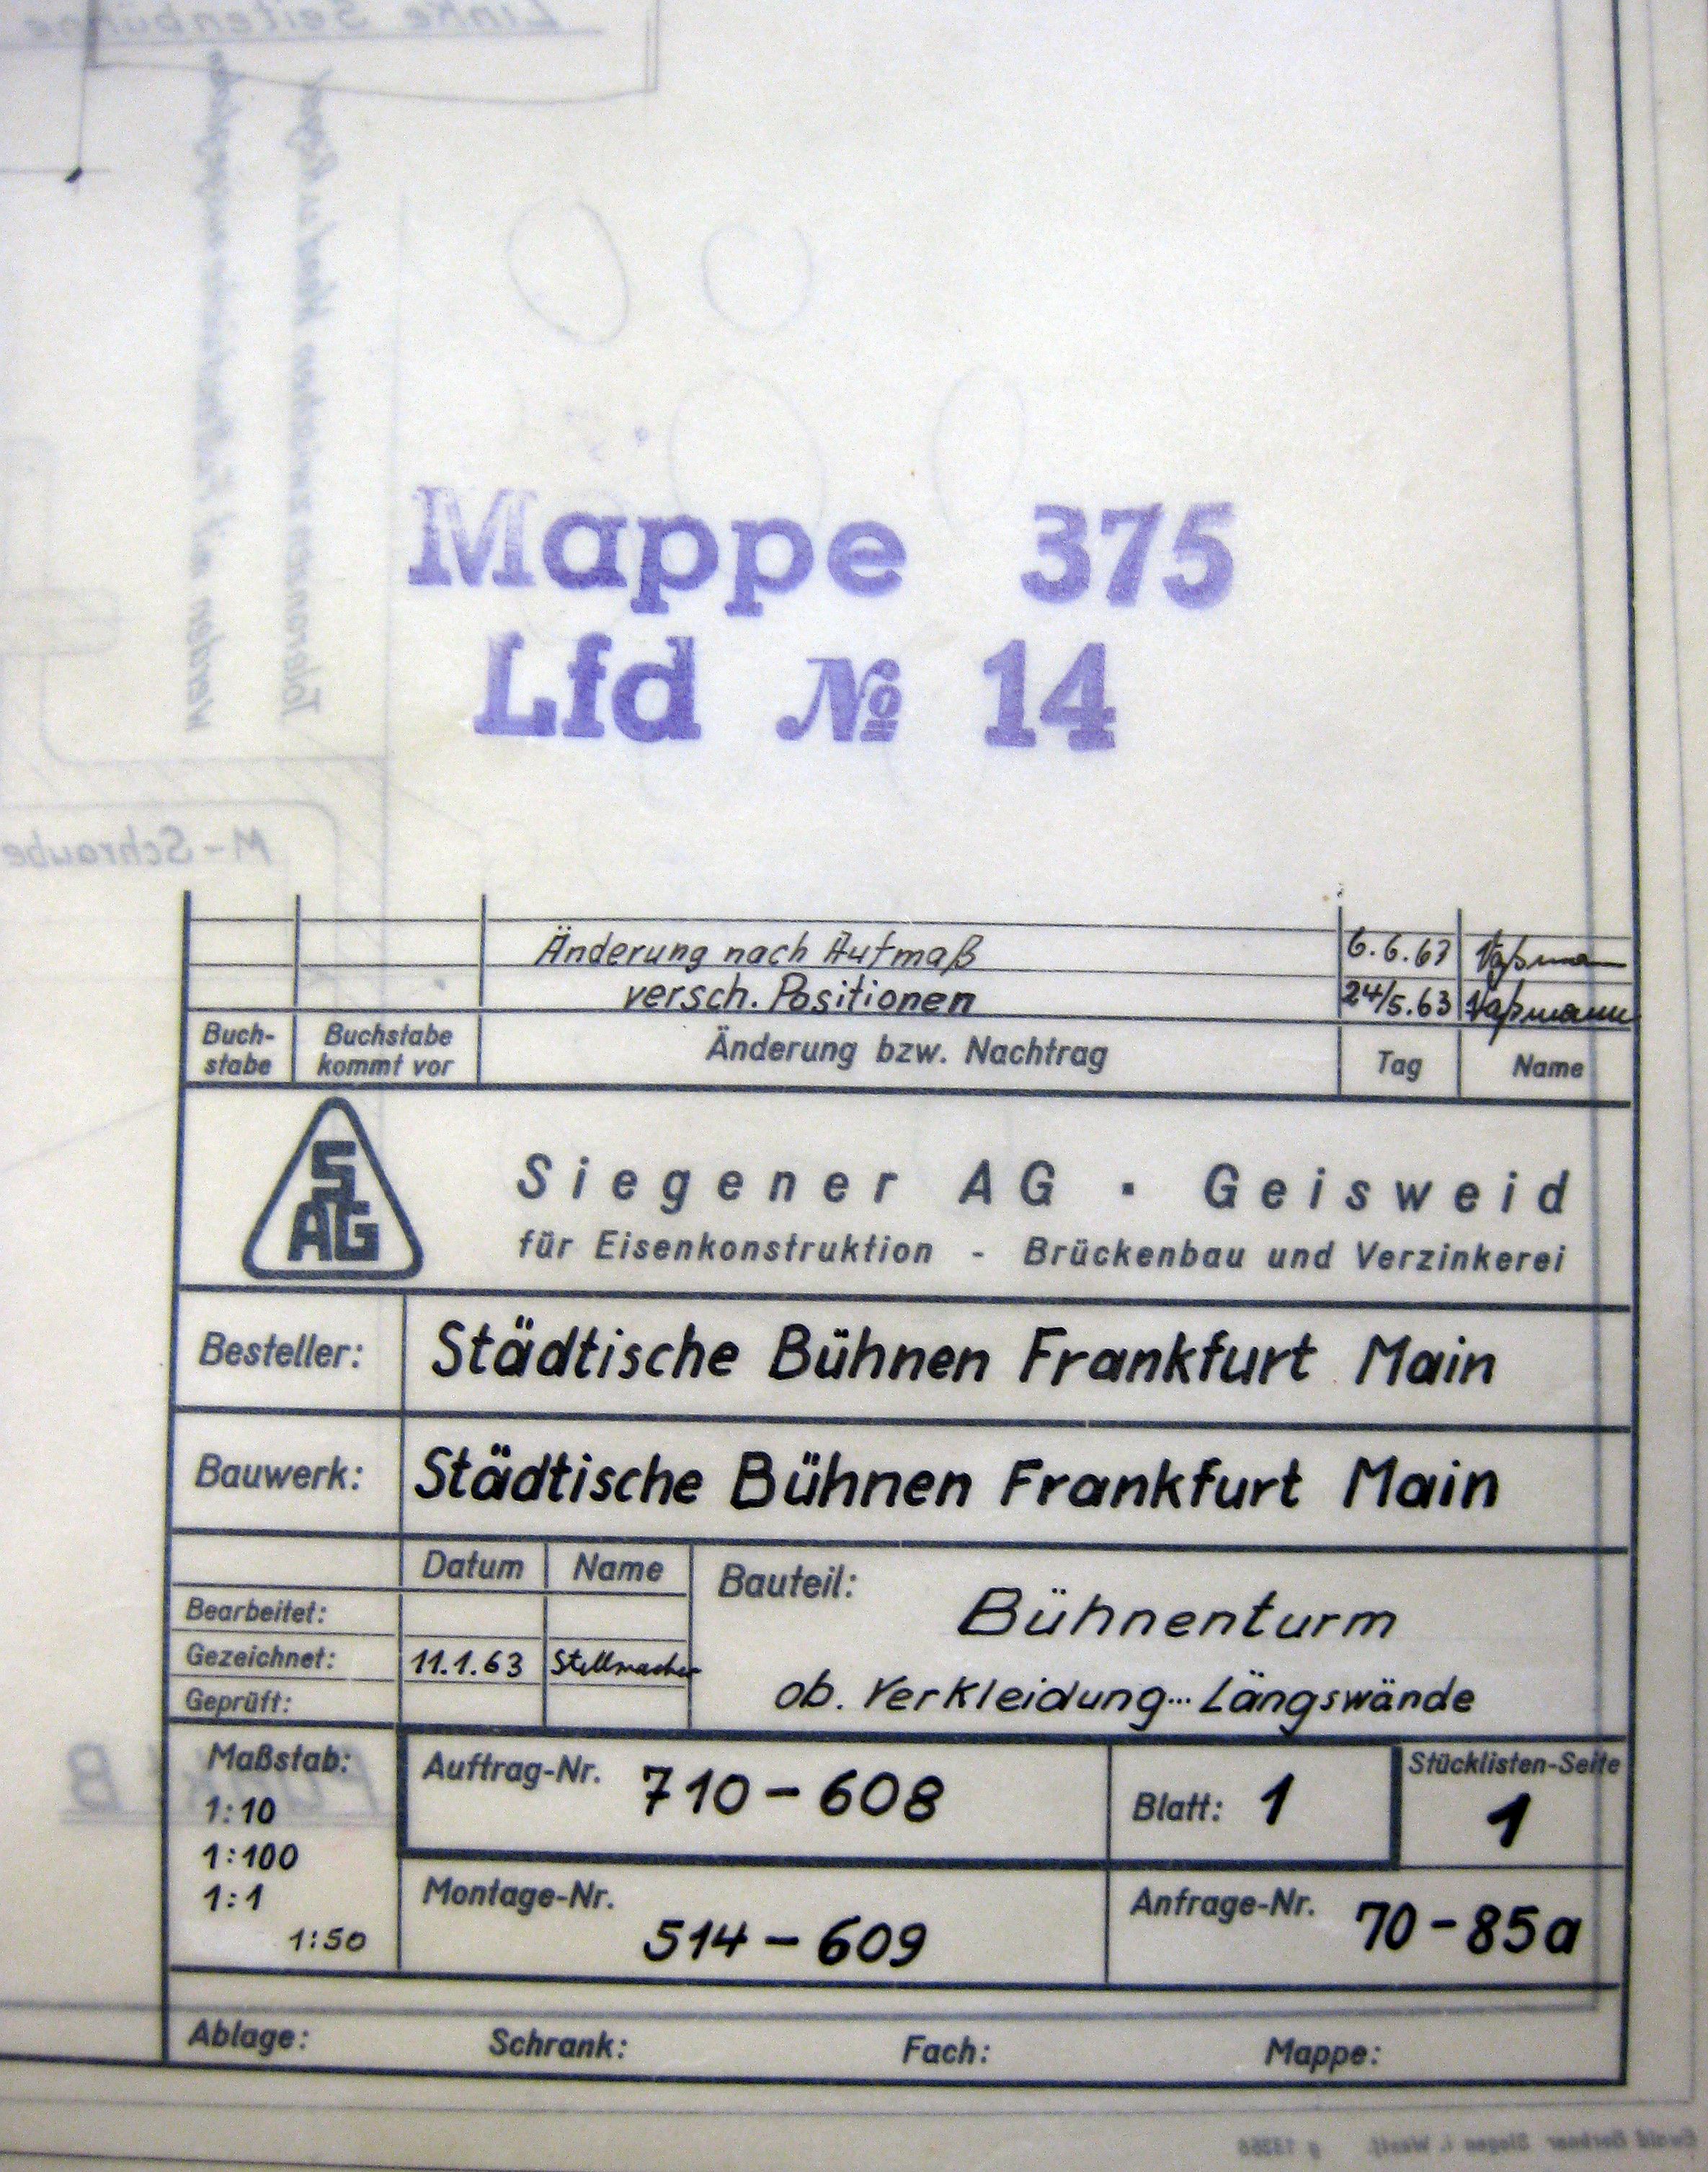 Linke Seitenbühne
M-Schraube
Mappe 375
Lfd № 14
Änderung nach Aufmaß 6.6.63 Vaßmann
versch. Positionen 24/5.63 Vaßmann
Buch-
stabe
Buchstabe
kommt vor
Änderung bzw. Nachtrag
Tag
Name
SAG
Siegener AG · Geisweid
für Eisenkonstruktion - Brückenbau und Verzinkerei
Besteller: Städtische Bühnen Frankfurt Main
Bauwerk: Städtische Bühnen Frankfurt Main
Datum Name
Bearbeitet:
Gezeichnet: 11.1.63 Stellmacher
Geprüft:
Bauteil:
Bühnenturm
ob. Verkleidung... Längswände
Maßstab:
1:10
1:100
1:1
1:50
Auftrag-Nr. 710-608
Blatt: 1
Stücklisten-Seite
1
Montage-Nr.
514-609
Anfrage-Nr. 70-85a
Ablage: Schrank: Fach: Mappe: